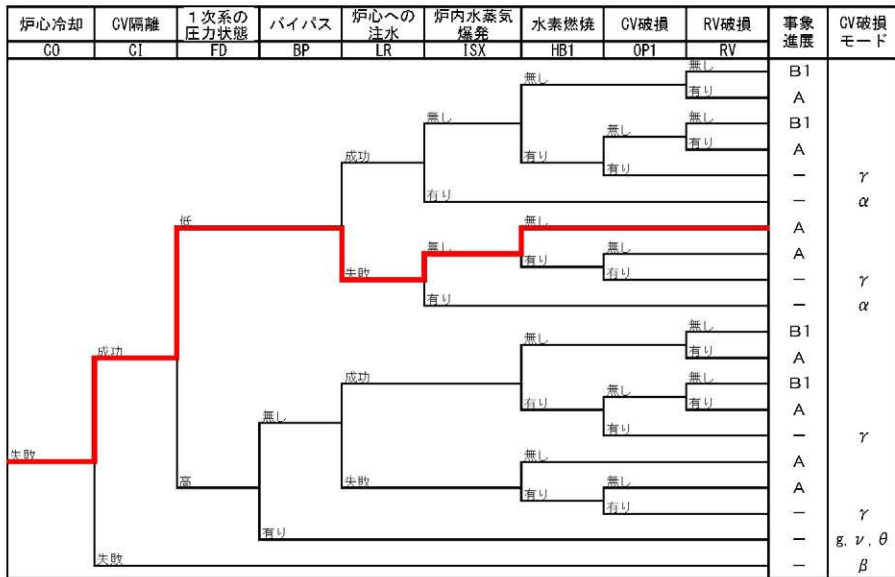 炉心冷却 CV隔離 1次系の圧力状態 バイパス 炉心への注水 炉内水蒸気爆発 水素燃焼 CV破損 RV破損 事象進展 CV破損モード
CO CI FD BP LR ISX HB1 OP1 RV
無し B1
有り A
無し 無し 無し B1
有り A
成功 有り 有り － γ
有り － α
低 無し A
無し 無し A
失敗 有り 有り － γ
有り － α
無し B1
成功 無し 有り A
成功 無し 無し B1
有り 有り A
無し 有り － γ
失敗 無し A
高 失敗 無し A
有り 有り － γ
有り － g, ν, θ
失敗 － β